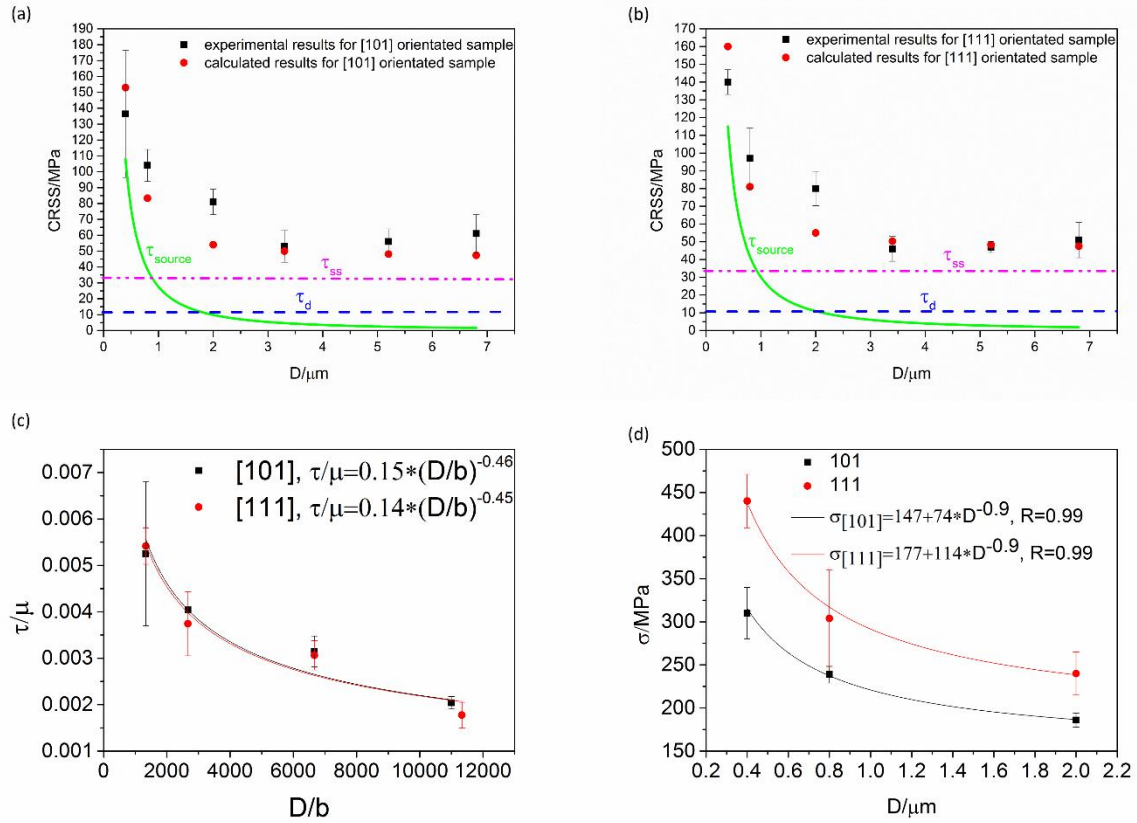 (a)
CRSS/MPa
190
180
170
160
150
140
130
120
110
100
90
80
70
60
50
40
30
20
10
0
■ experimental results for [101] orientated sample
● calculated results for [101] orientated sample
τsource
τss
τd
0 1 2 3 4 5 6 7
D/μm
(b)
CRSS/MPa
170
160
150
140
130
120
110
100
90
80
70
60
50
40
30
20
10
0
■ experimental results for [111] orientated sample
● calculated results for [111] orientated sample
τsource
τss
τd
0 1 2 3 4 5 6 7
D/μm
(c)
τ/μ
0.007
0.006
0.005
0.004
0.003
0.002
0.001
■ [101], τ/μ=0.15*(D/b)^-0.46
● [111], τ/μ=0.14*(D/b)^-0.45
0 2000 4000 6000 8000 10000 12000
D/b
(d)
σ/MPa
500
450
400
350
300
250
200
150
■ 101
● 111
σ[101]=147+74*D^-0.9, R=0.99
σ[111]=177+114*D^-0.9, R=0.99
0.2 0.4 0.6 0.8 1.0 1.2 1.4 1.6 1.8 2.0 2.2
D/μm